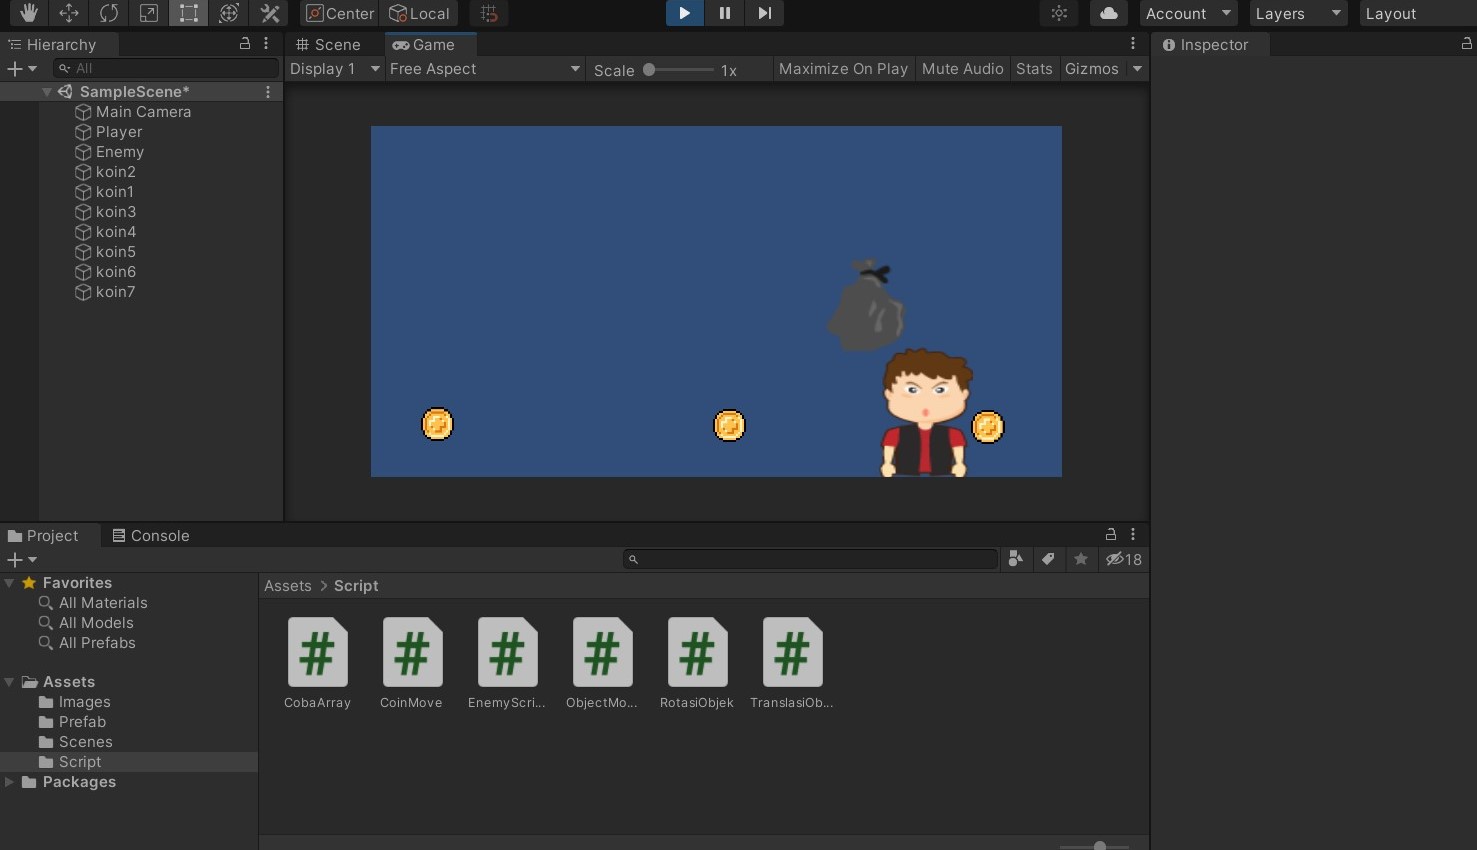 Center Local Account Layers Layout
Hierarchy Scene Game Inspector
All Display 1 Free Aspect Scale 1x Maximize On Play Mute Audio Stats Gizmos
SampleScene*
Main Camera
Player
Enemy
koin2
koin1
koin3
koin4
koin5
koin6
koin7
Project Console
18
Favorites Assets > Script
All Materials
All Models
All Prefabs
Assets
Images
Prefab
Scenes
Script
Packages
CobaArray CoinMove EnemyScri... ObjectMo... RotasiObjek TranslasiOb...